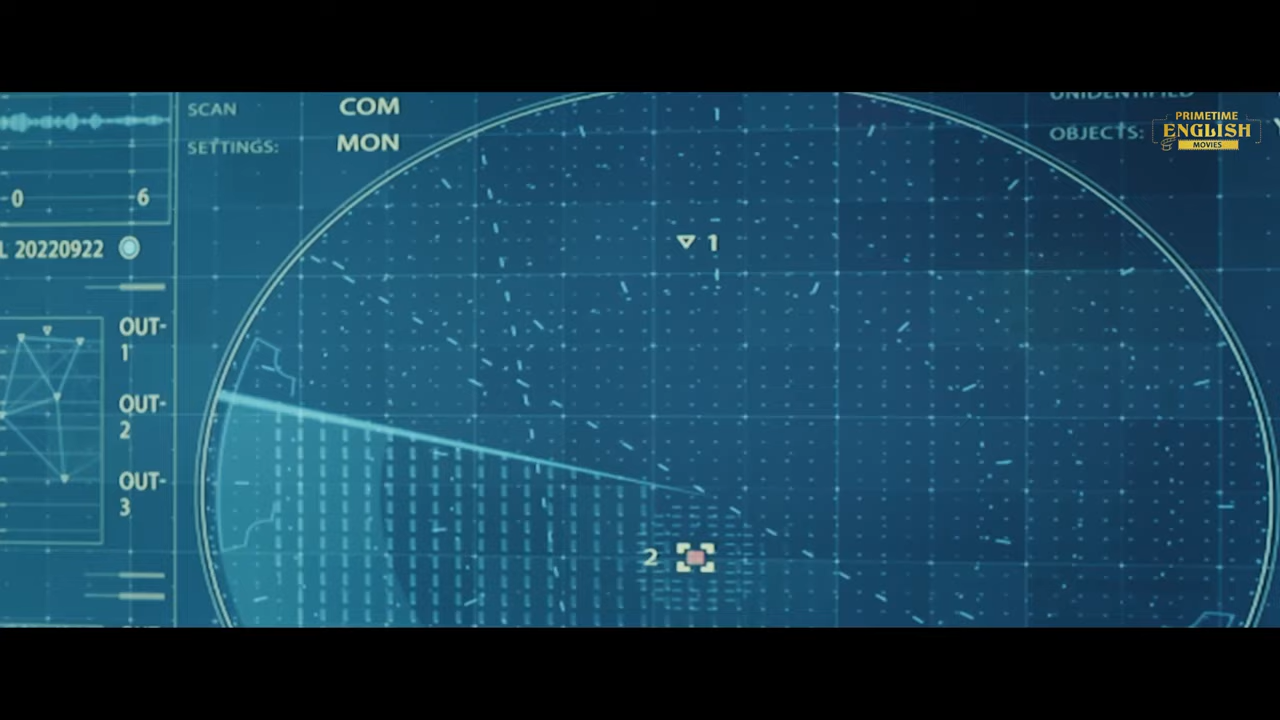 SCAN
COM
SETTINGS:
MON
0
6
L 20220922
OUT-
1
OUT-
2
OUT-
3
1
2
UNIDENTIFIED
OBJECTS:
PRIMETIME
ENGLISH
MOVIES